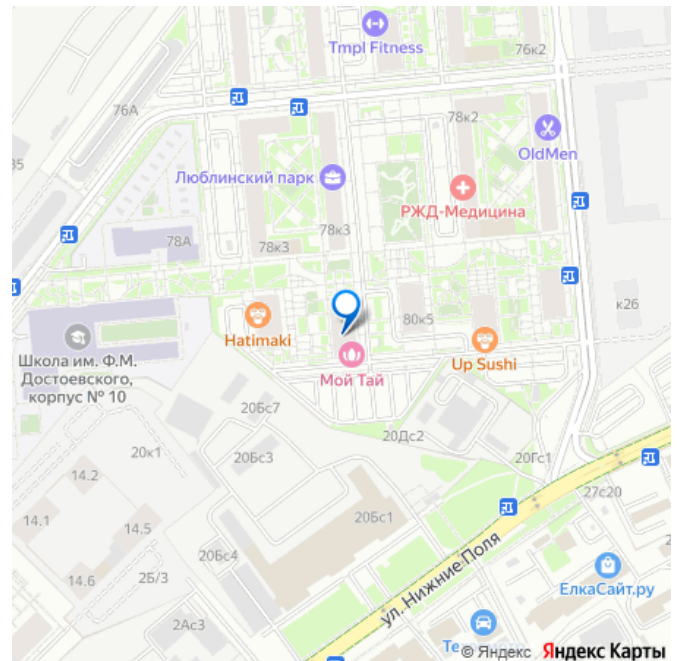 Tmpl Fitness
76к2
76А
78к2
OldMen
Люблинский парк
РЖД-Медицина
78А
78к3
78к3
к26
80к5
Hatimaki
Школа им. Ф.М.
Достоевского,
корпус № 10
Мой Тай
Up Sushi
20Бс7
20Дс2
20к1
20Бс3
20Гс1
14.2
27с20
14.1
14.5
20Бс1
20Бс4
ул. Нижние Поля
14.6
2Б/3
ЕлкаСайт.ру
2Ас3
© Яндекс Яндекс Карты